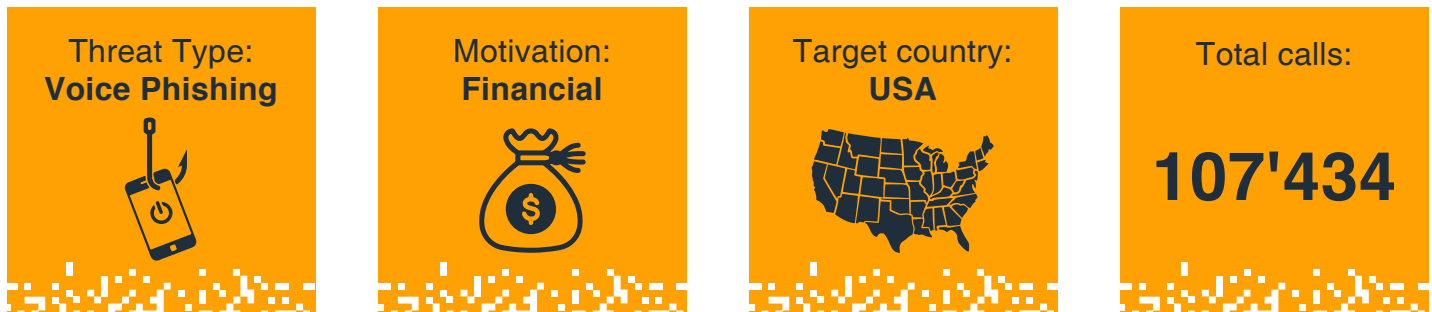 Threat Type:
Voice Phishing
Motivation:
Financial
$
Target country:
USA
Total calls:
107'434